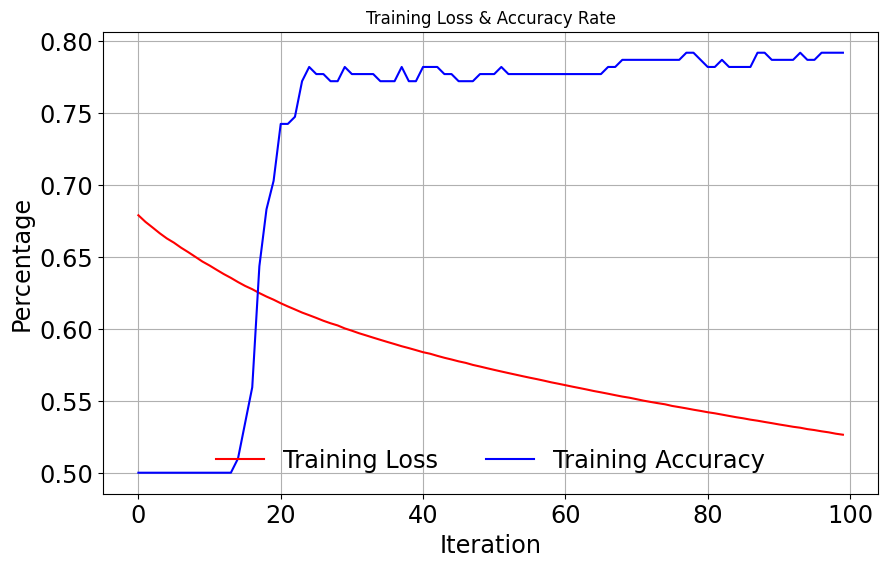 Training Loss & Accuracy Rate
0.80
0.75
0.70
0.65
0.60
0.55
0.50
Percentage
Training Loss Training Accuracy
0 20 40 60 80 100
Iteration